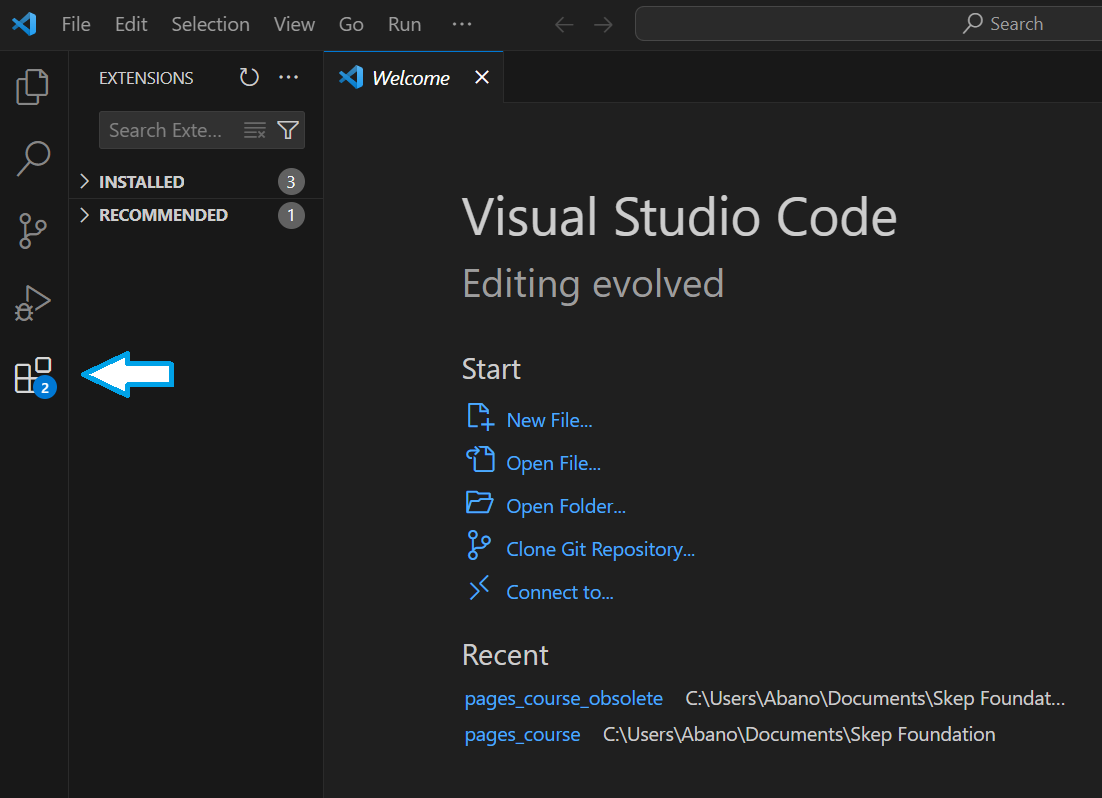 File Edit Selection View Go Run ··· Search
EXTENSIONS ···
Welcome
Search Exte...
INSTALLED 3
RECOMMENDED 1
2
Visual Studio Code
Editing evolved
Start
New File...
Open File...
Open Folder...
Clone Git Repository...
Connect to...
Recent
pages_course_obsolete C:\Users\Abano\Documents\Skep Foundat...
pages_course C:\Users\Abano\Documents\Skep Foundation